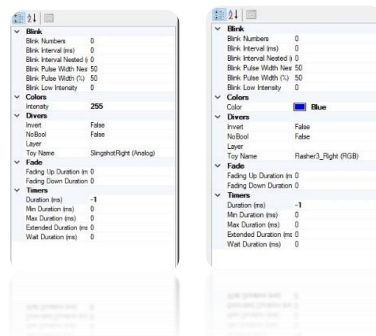 Blink
Blink Numbers 0
Blink Interval (ms) 0
Blink Interval Nested (i 0
Blink Pulse Width Nes 50
Blink Pulse Width (%) 50
Blink Low Intensity 0
Colors
Intensity 255
Divers
Invert False
NoBool False
Layer
Toy Name SlingshotRight (Analog)
Fade
Fading Up Duration (m 0
Fading Down Duration 0
Timers
Duration (ms) -1
Min Duration (ms) 0
Max Duration (ms) 0
Extended Duration (ms 0
Wait Duration (ms) 0
Blink
Blink Numbers 0
Blink Interval (ms) 0
Blink Interval Nested (i 0
Blink Pulse Width Nes 50
Blink Pulse Width (%) 50
Blink Low Intensity 0
Colors
Color Blue
Divers
Invert False
NoBool False
Layer
Toy Name Flasher3_Right (RGB)
Fade
Fading Up Duration (m 0
Fading Down Duration 0
Timers
Duration (ms) -1
Min Duration (ms) 0
Max Duration (ms) 0
Extended Duration (ms 0
Wait Duration (ms) 0